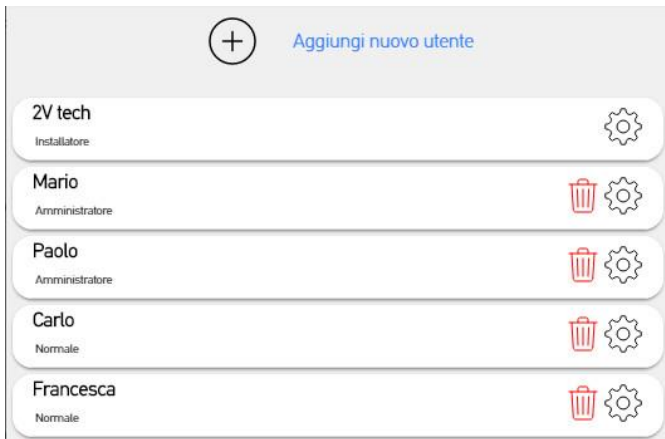 Aggiungi nuovo utente
2V tech
Installatore
Mario
Amministratore
Paolo
Amministratore
Carlo
Normale
Francesca
Normale